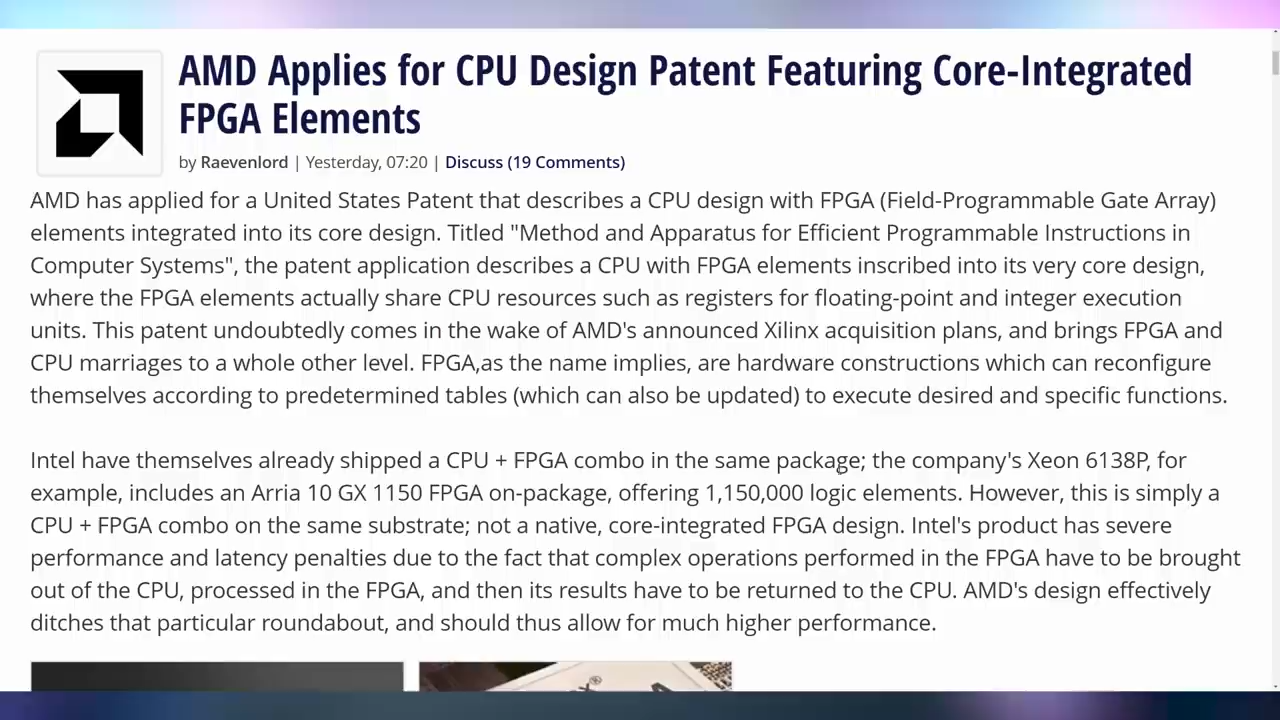 AMD Applies for CPU Design Patent Featuring Core-Integrated
FPGA Elements
by Raevenlord | Yesterday, 07:20 | Discuss (19 Comments)
AMD has applied for a United States Patent that describes a CPU design with FPGA (Field-Programmable Gate Array)
elements integrated into its core design. Titled "Method and Apparatus for Efficient Programmable Instructions in
Computer Systems", the patent application describes a CPU with FPGA elements inscribed into its very core design,
where the FPGA elements actually share CPU resources such as registers for floating-point and integer execution
units. This patent undoubtedly comes in the wake of AMD's announced Xilinx acquisition plans, and brings FPGA and
CPU marriages to a whole other level. FPGA,as the name implies, are hardware constructions which can reconfigure
themselves according to predetermined tables (which can also be updated) to execute desired and specific functions.
Intel have themselves already shipped a CPU + FPGA combo in the same package; the company's Xeon 6138P, for
example, includes an Arria 10 GX 1150 FPGA on-package, offering 1,150,000 logic elements. However, this is simply a
CPU + FPGA combo on the same substrate; not a native, core-integrated FPGA design. Intel's product has severe
performance and latency penalties due to the fact that complex operations performed in the FPGA have to be brought
out of the CPU, processed in the FPGA, and then its results have to be returned to the CPU. AMD's design effectively
ditches that particular roundabout, and should thus allow for much higher performance.